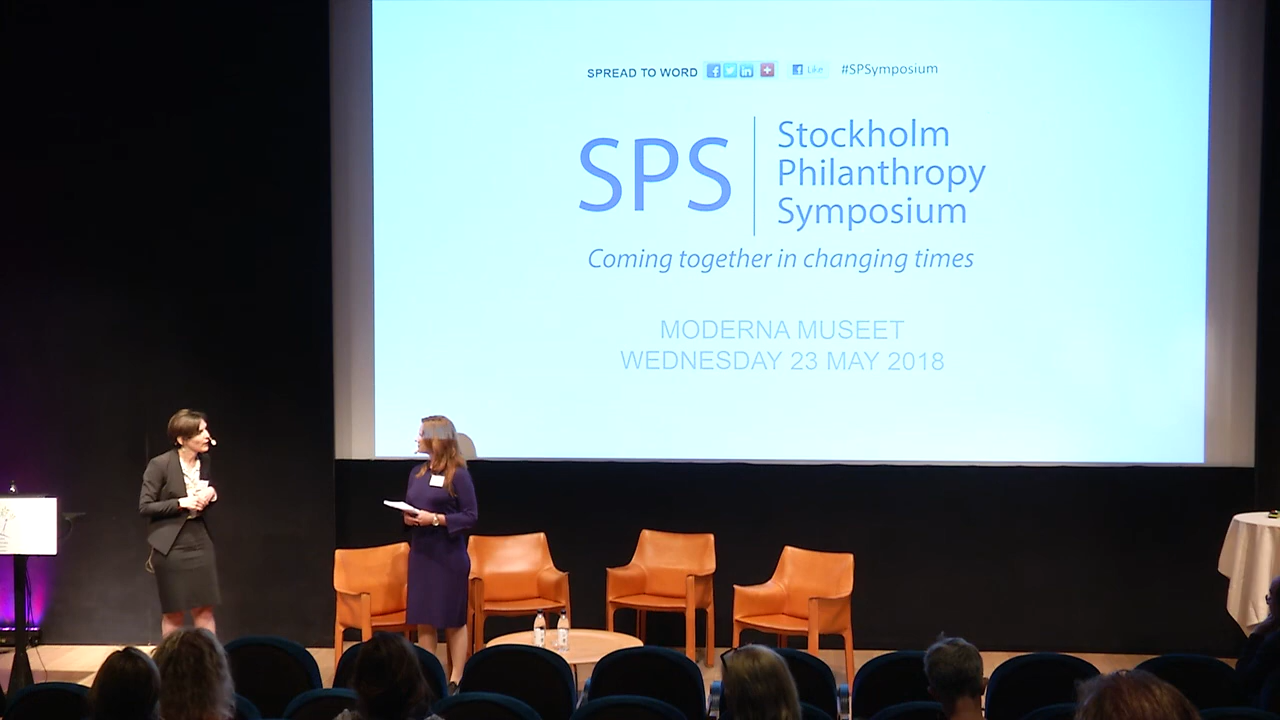 SPREAD TO WORD Like #SPSymposium
SPS
Stockholm
Philanthropy
Symposium
Coming together in changing times
MODERNA MUSEET
WEDNESDAY 23 MAY 2018